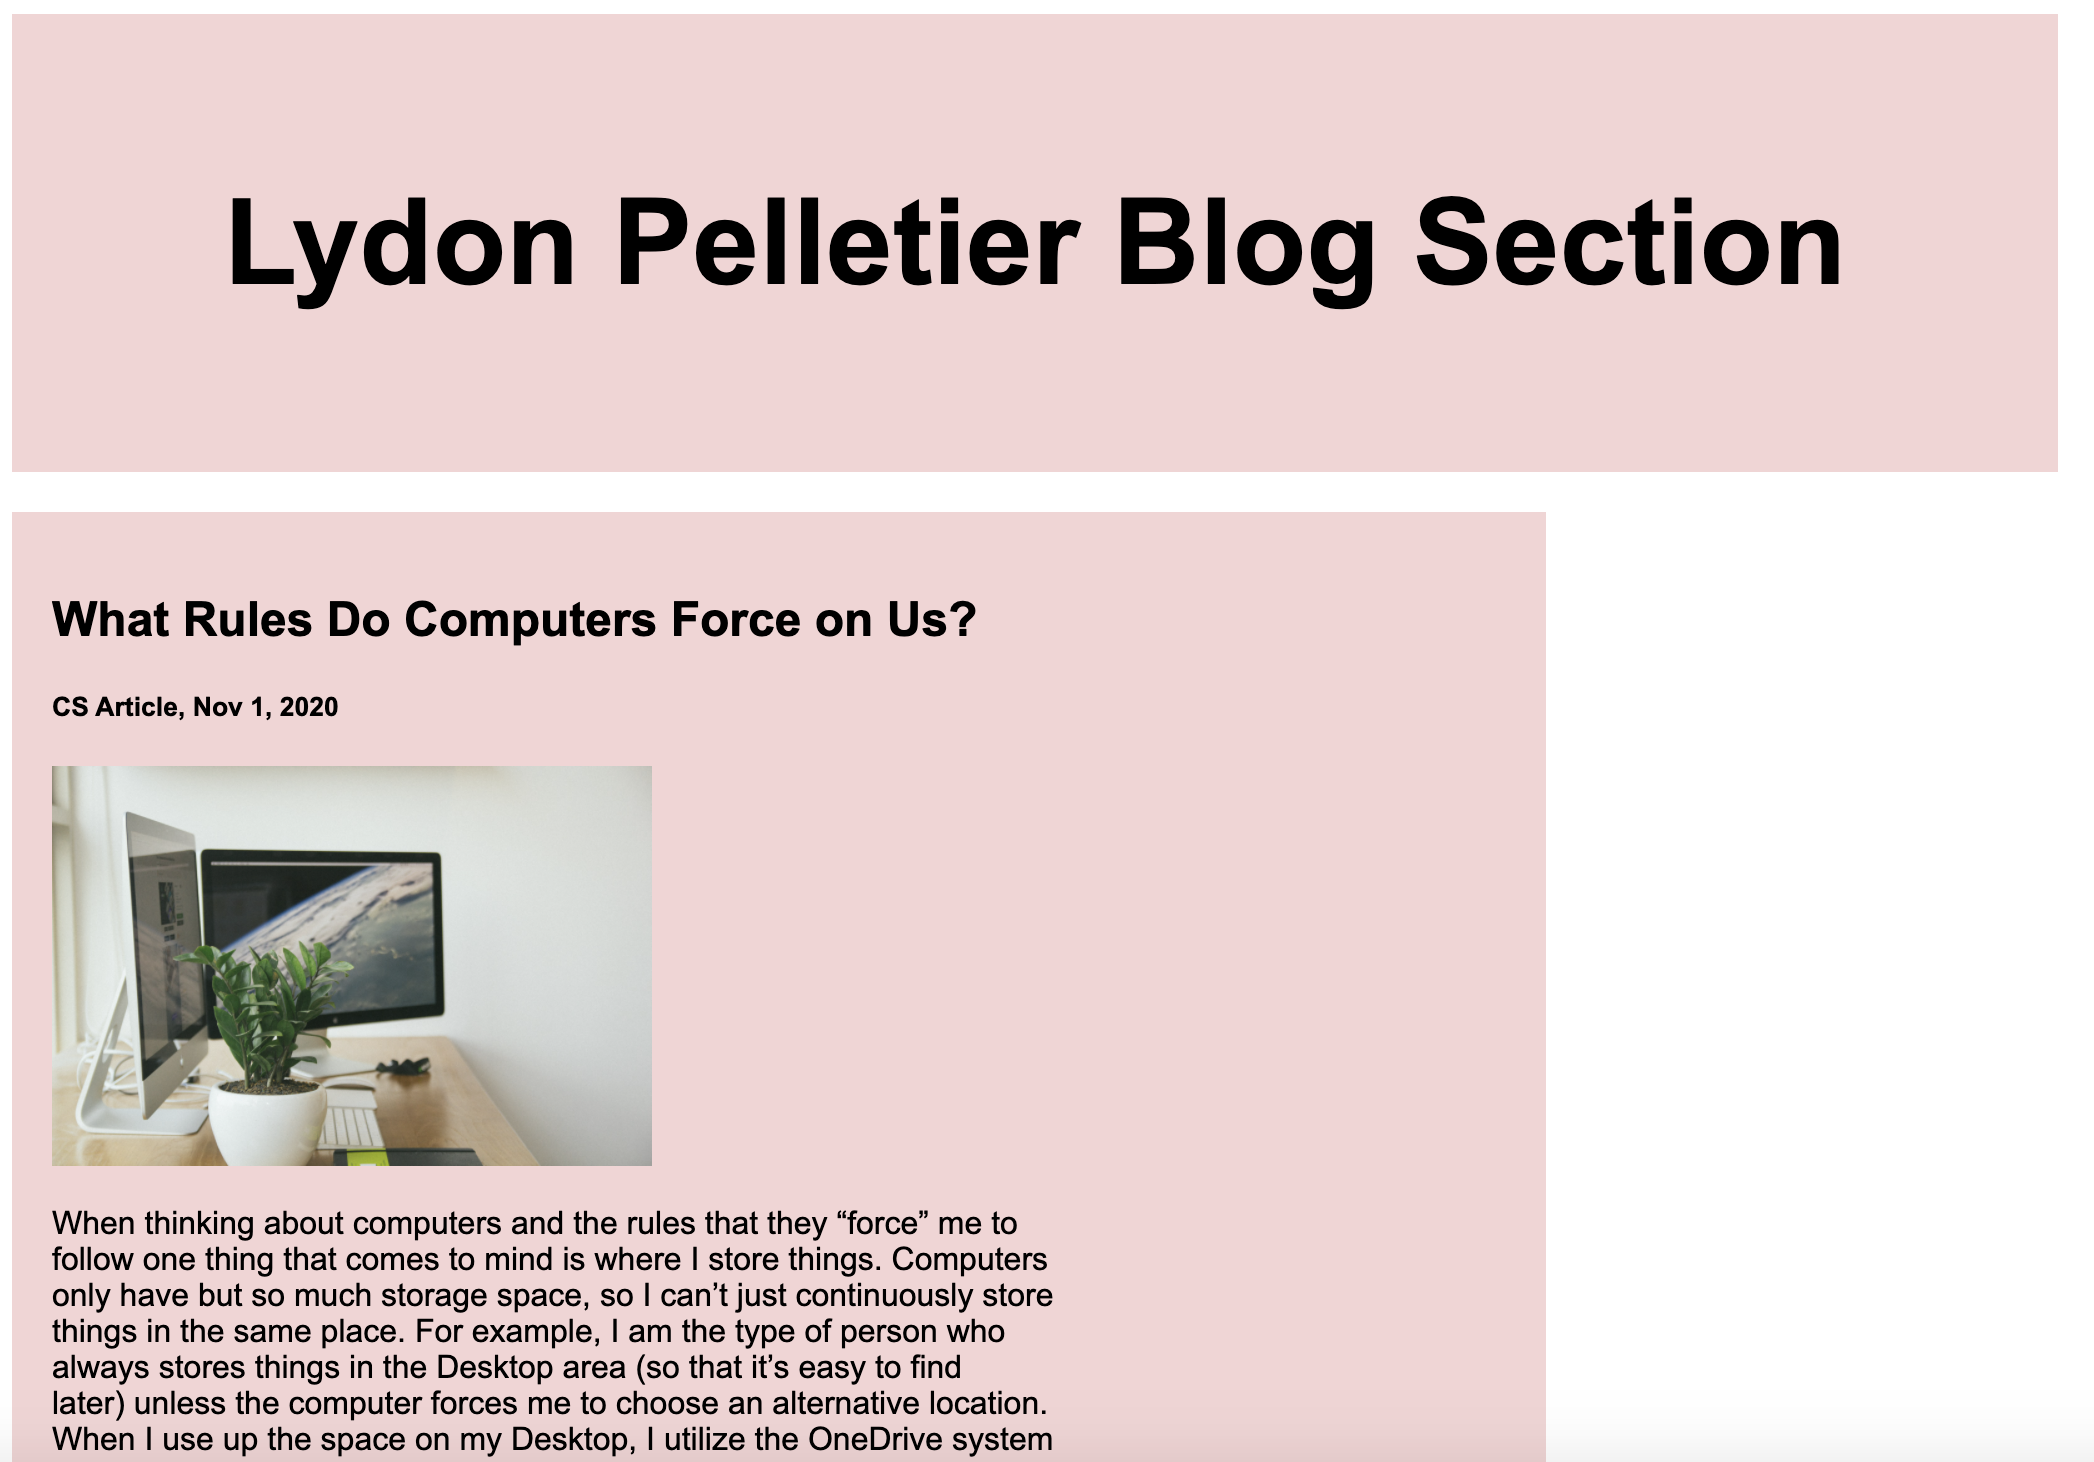 Lydon Pelletier Blog Section
What Rules Do Computers Force on Us?
CS Article, Nov 1, 2020
When thinking about computers and the rules that they “force” me to
follow one thing that comes to mind is where I store things. Computers
only have but so much storage space, so I can’t just continuously store
things in the same place. For example, I am the type of person who
always stores things in the Desktop area (so that it’s easy to find
later) unless the computer forces me to choose an alternative location.
When I use up the space on my Desktop, I utilize the OneDrive system